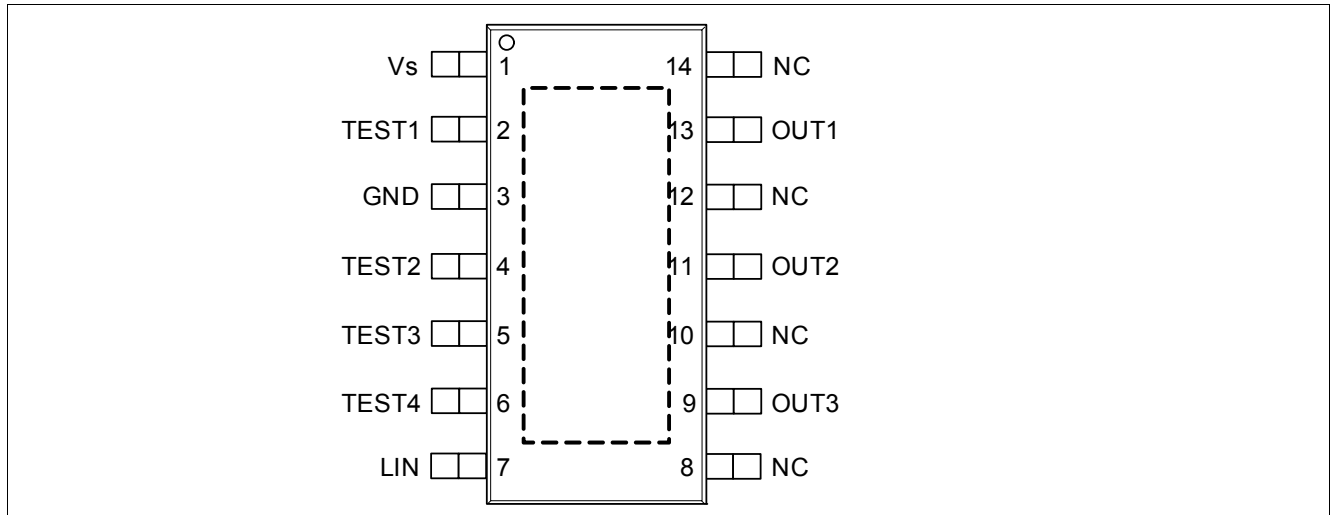 Vs 1 14 NC
TEST1 2 13 OUT1
GND 3 12 NC
TEST2 4 11 OUT2
TEST3 5 10 NC
TEST4 6 9 OUT3
LIN 7 8 NC